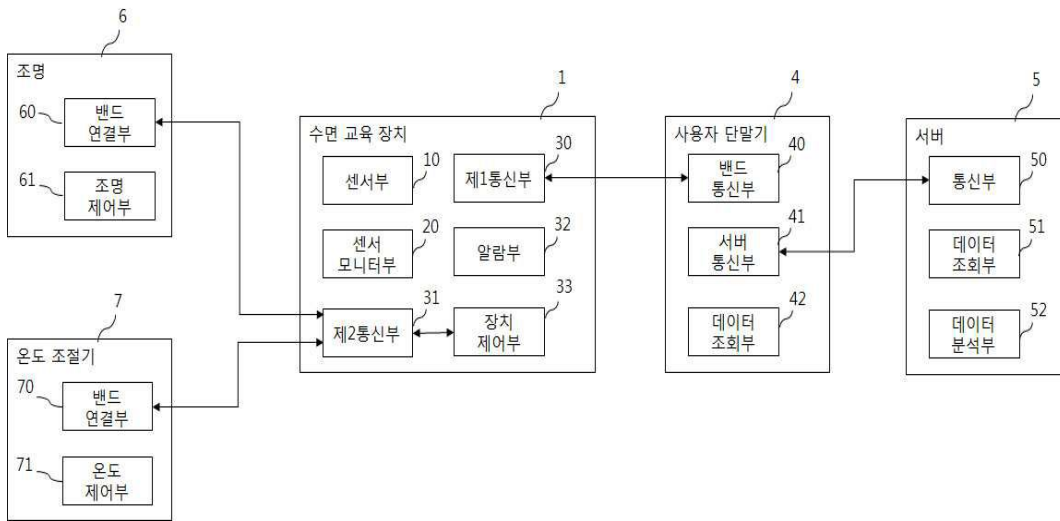 6
조명
60
밴드
연결부
61
조명
제어부
7
온도 조절기
70
밴드
연결부
71
온도
제어부
1
수면 교육 장치
10
센서부
30
제1통신부
20
센서
모니터부
32
알람부
31
제2통신부
33
장치
제어부
4
사용자 단말기
40
밴드
통신부
41
서버
통신부
42
데이터
조회부
5
서버
50
통신부
51
데이터
조회부
52
데이터
분석부